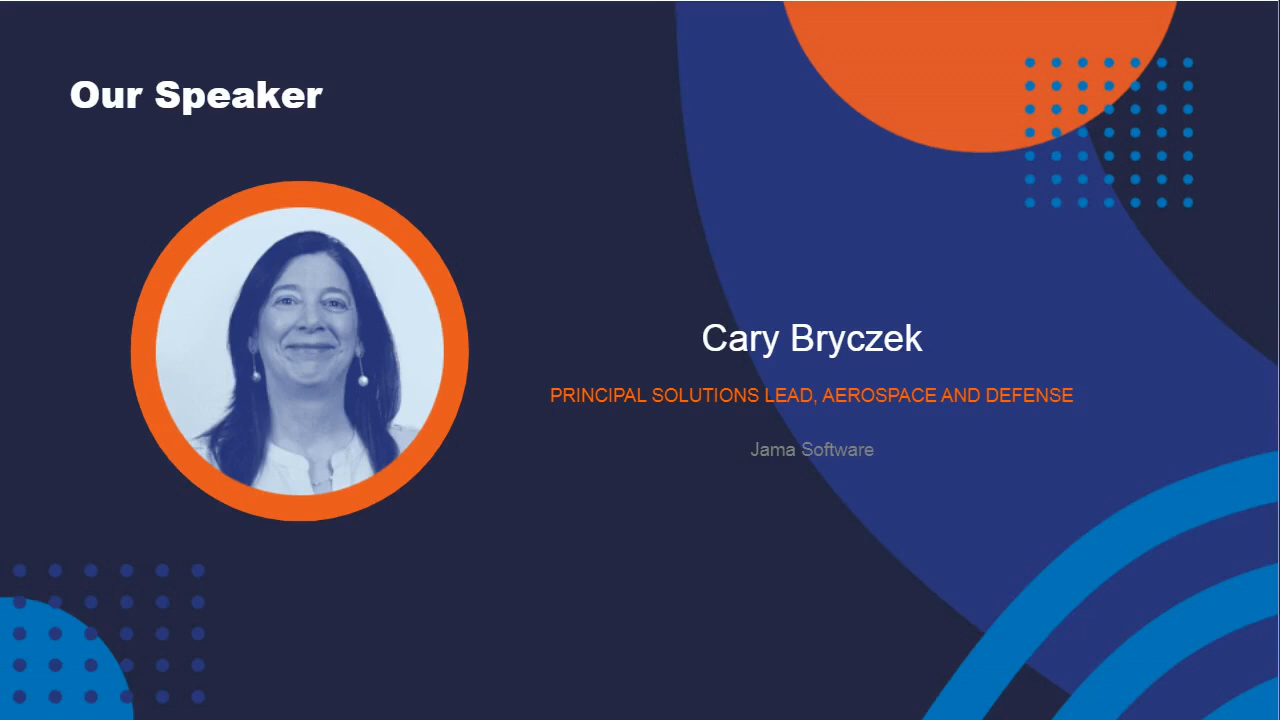 Our Speaker
Cary Bryczek
PRINCIPAL SOLUTIONS LEAD, AEROSPACE AND DEFENSE
Jama Software